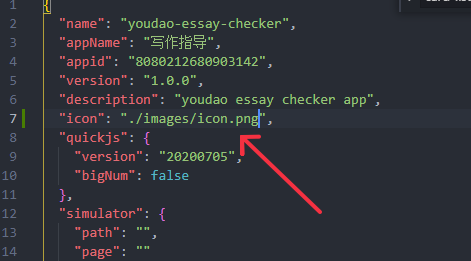 1 {
2 "name": "youdao-essay-checker",
3 "appName": "写作指导",
4 "appid": "8080212680903142",
5 "version": "1.0.0",
6 "description": "youdao essay checker app",
7 "icon": "./images/icon.png",
8 "quickjs": {
9 "version": "20200705",
10 "bigNum": false
11 },
12 "simulator": {
13 "path": "",
14 "page": ""